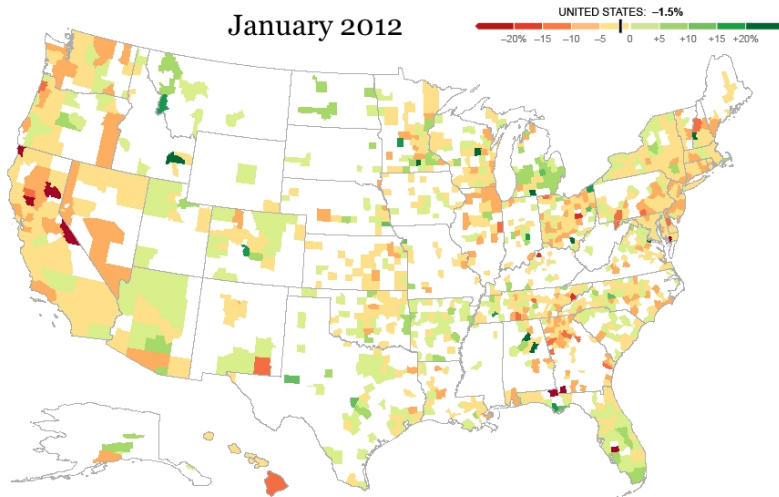 January 2012
UNITED STATES: –1.5%
–20% –15 –10 –5 0 +5 +10 +15 +20%